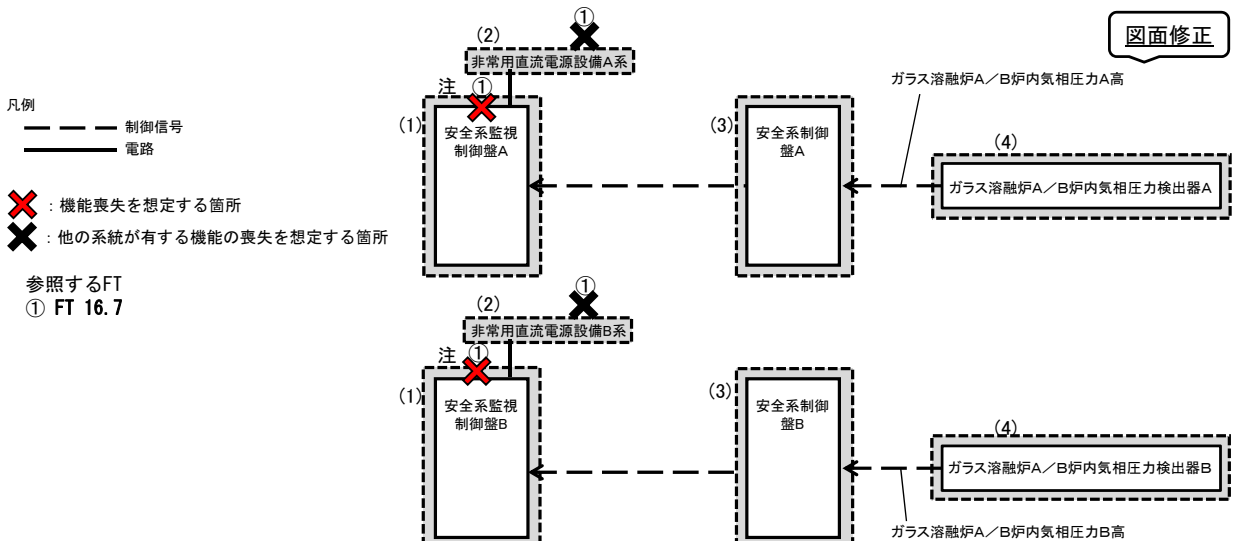 図面修正
凡例
制御信号
電路
：機能喪失を想定する箇所
：他の系統が有する機能の喪失を想定する箇所
参照するFT
① FT 16.7
①
(2)
非常用直流電源設備A系
注 ①
(1)
安全系監視
制御盤A
(3)
安全系制御
盤A
ガラス溶融炉A／B炉内気相圧力A高
(4)
ガラス溶融炉A／B炉内気相圧力検出器A
①
(2)
非常用直流電源設備B系
注 ①
(1)
安全系監視
制御盤B
(3)
安全系制御
盤B
(4)
ガラス溶融炉A／B炉内気相圧力検出器B
ガラス溶融炉A／B炉内気相圧力B高